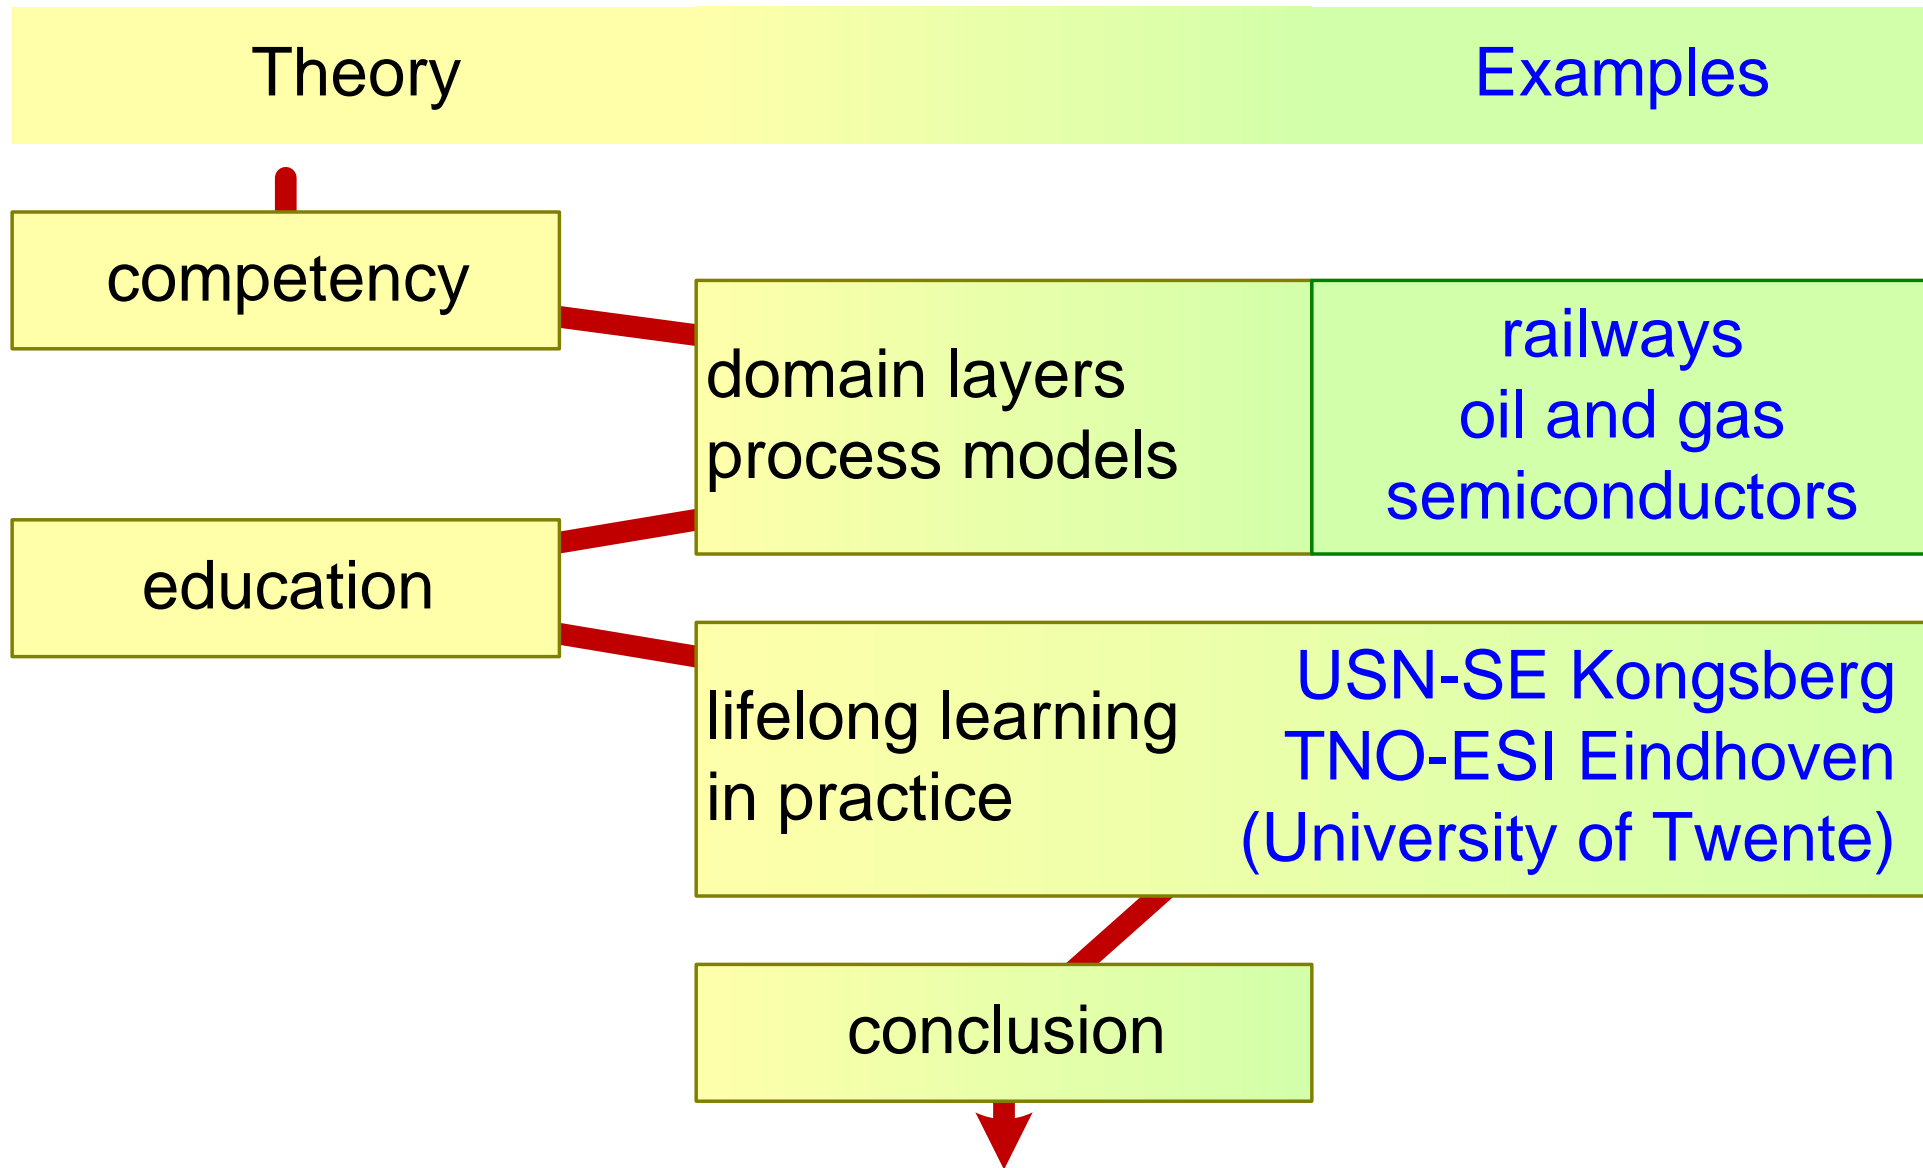 Theory
Examples
competency
domain layers
process models
railways
oil and gas
semiconductors
education
lifelong learning
in practice
USN-SE Kongsberg
TNO-ESI Eindhoven
(University of Twente)
conclusion